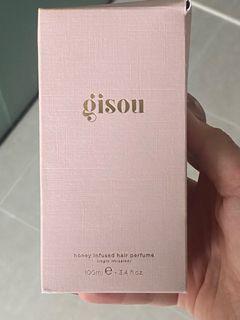 gisou
honey infused hair perfume
100ml ℮ - 3.4 fl.oz.